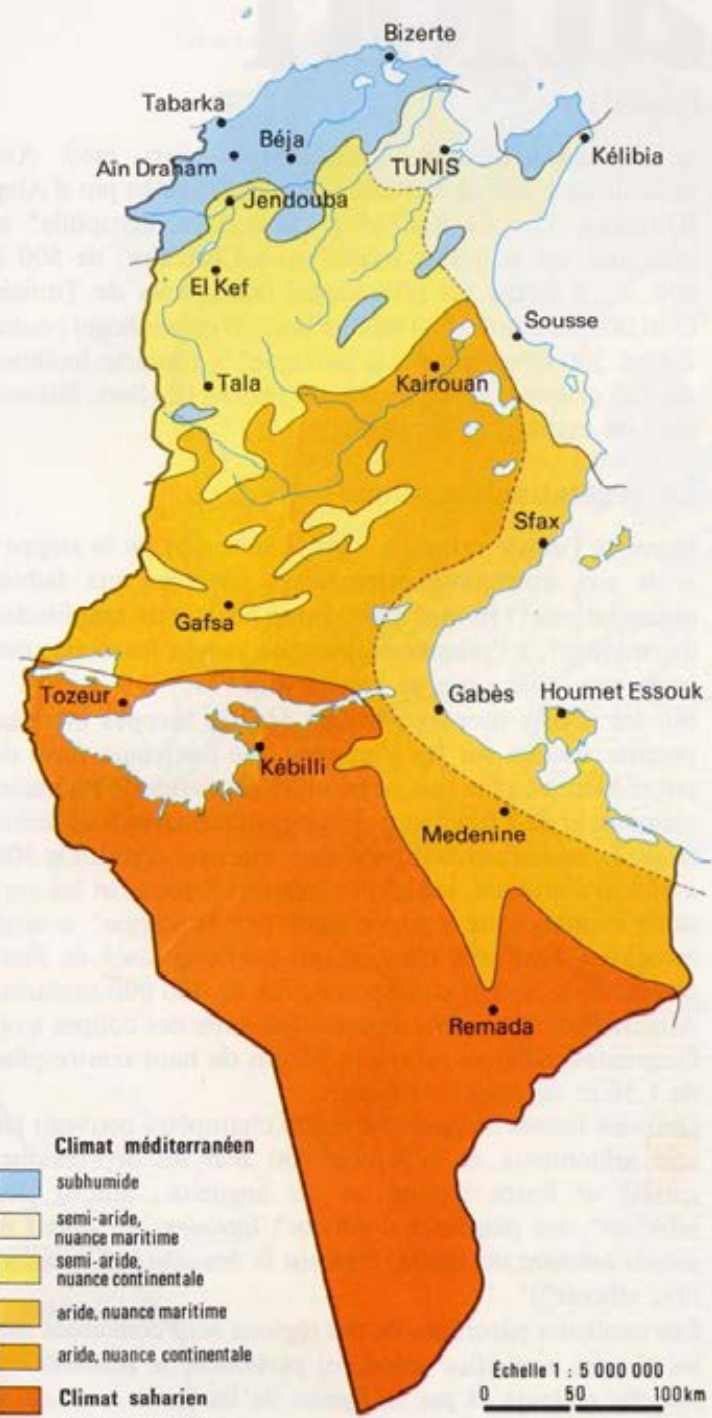 Bizerte
Tabarka
Béja
Aïn Draham
TUNIS
Kélibia
Jendouba
El Kef
Sousse
Tala
Kairouan
Sfax
Gafsa
Tozeur
Gabès
Houmet Essouk
Kébilli
Medenine
Remada
Climat méditerranéen
subhumide
semi-aride,
nuance maritime
semi-aride,
nuance continentale
aride, nuance maritime
aride, nuance continentale
Climat saharien
Échelle 1 : 5 000 000
0 50 100 km